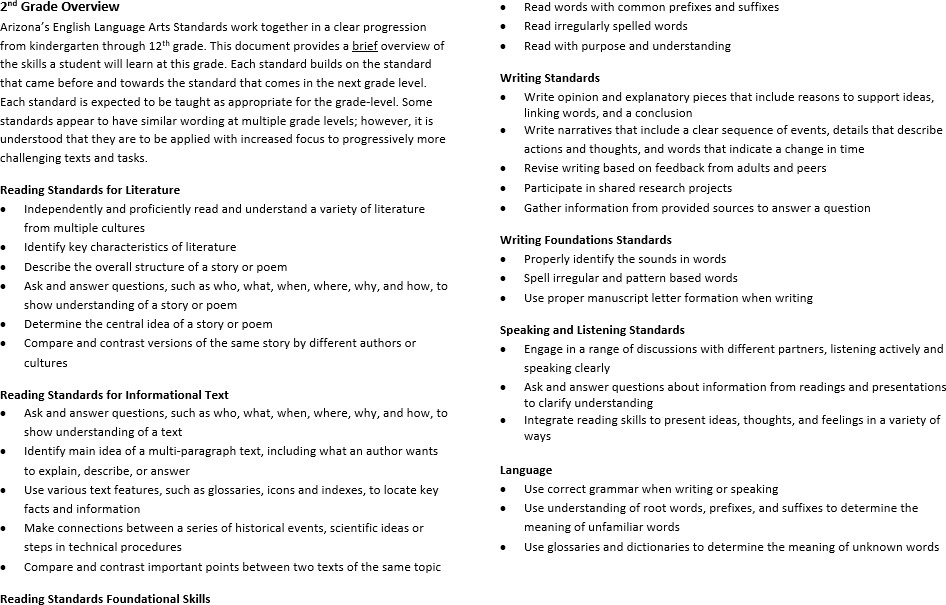 2nd Grade Overview
Arizona's English Language Arts Standards work together in a clear progression
from kindergarten through 12th grade. This document provides a brief overview of
the skills a student will learn at this grade. Each standard builds on the standard
that came before and towards the standard that comes in the next grade level.
Each standard is expected to be taught as appropriate for the grade-level. Some
standards appear to have similar wording at multiple grade levels; however, it is
understood that they are to be applied with increased focus to progressively more
challenging texts and tasks.
Reading Standards for Literature
• Independently and proficiently read and understand a variety of literature
from multiple cultures
• Identify key characteristics of literature
• Describe the overall structure of a story or poem
• Ask and answer questions, such as who, what, when, where, why, and how, to
show understanding of a story or poem
• Determine the central idea of a story or poem
• Compare and contrast versions of the same story by different authors or
cultures
Reading Standards for Informational Text
• Ask and answer questions, such as who, what, when, where, why, and how, to
show understanding of a text
• Identify main idea of a multi-paragraph text, including what an author wants
to explain, describe, or answer
• Use various text features, such as glossaries, icons and indexes, to locate key
facts and information
• Make connections between a series of historical events, scientific ideas or
steps in technical procedures
• Compare and contrast important points between two texts of the same topic
Reading Standards Foundational Skills
• Read words with common prefixes and suffixes
• Read irregularly spelled words
• Read with purpose and understanding
Writing Standards
• Write opinion and explanatory pieces that include reasons to support ideas,
linking words, and a conclusion
• Write narratives that include a clear sequence of events, details that describe
actions and thoughts, and words that indicate a change in time
• Revise writing based on feedback from adults and peers
• Participate in shared research projects
• Gather information from provided sources to answer a question
Writing Foundations Standards
• Properly identify the sounds in words
• Spell irregular and pattern based words
• Use proper manuscript letter formation when writing
Speaking and Listening Standards
• Engage in a range of discussions with different partners, listening actively and
speaking clearly
• Ask and answer questions about information from readings and presentations
to clarify understanding
• Integrate reading skills to present ideas, thoughts, and feelings in a variety of
ways
Language
• Use correct grammar when writing or speaking
• Use understanding of root words, prefixes, and suffixes to determine the
meaning of unfamiliar words
• Use glossaries and dictionaries to determine the meaning of unknown words